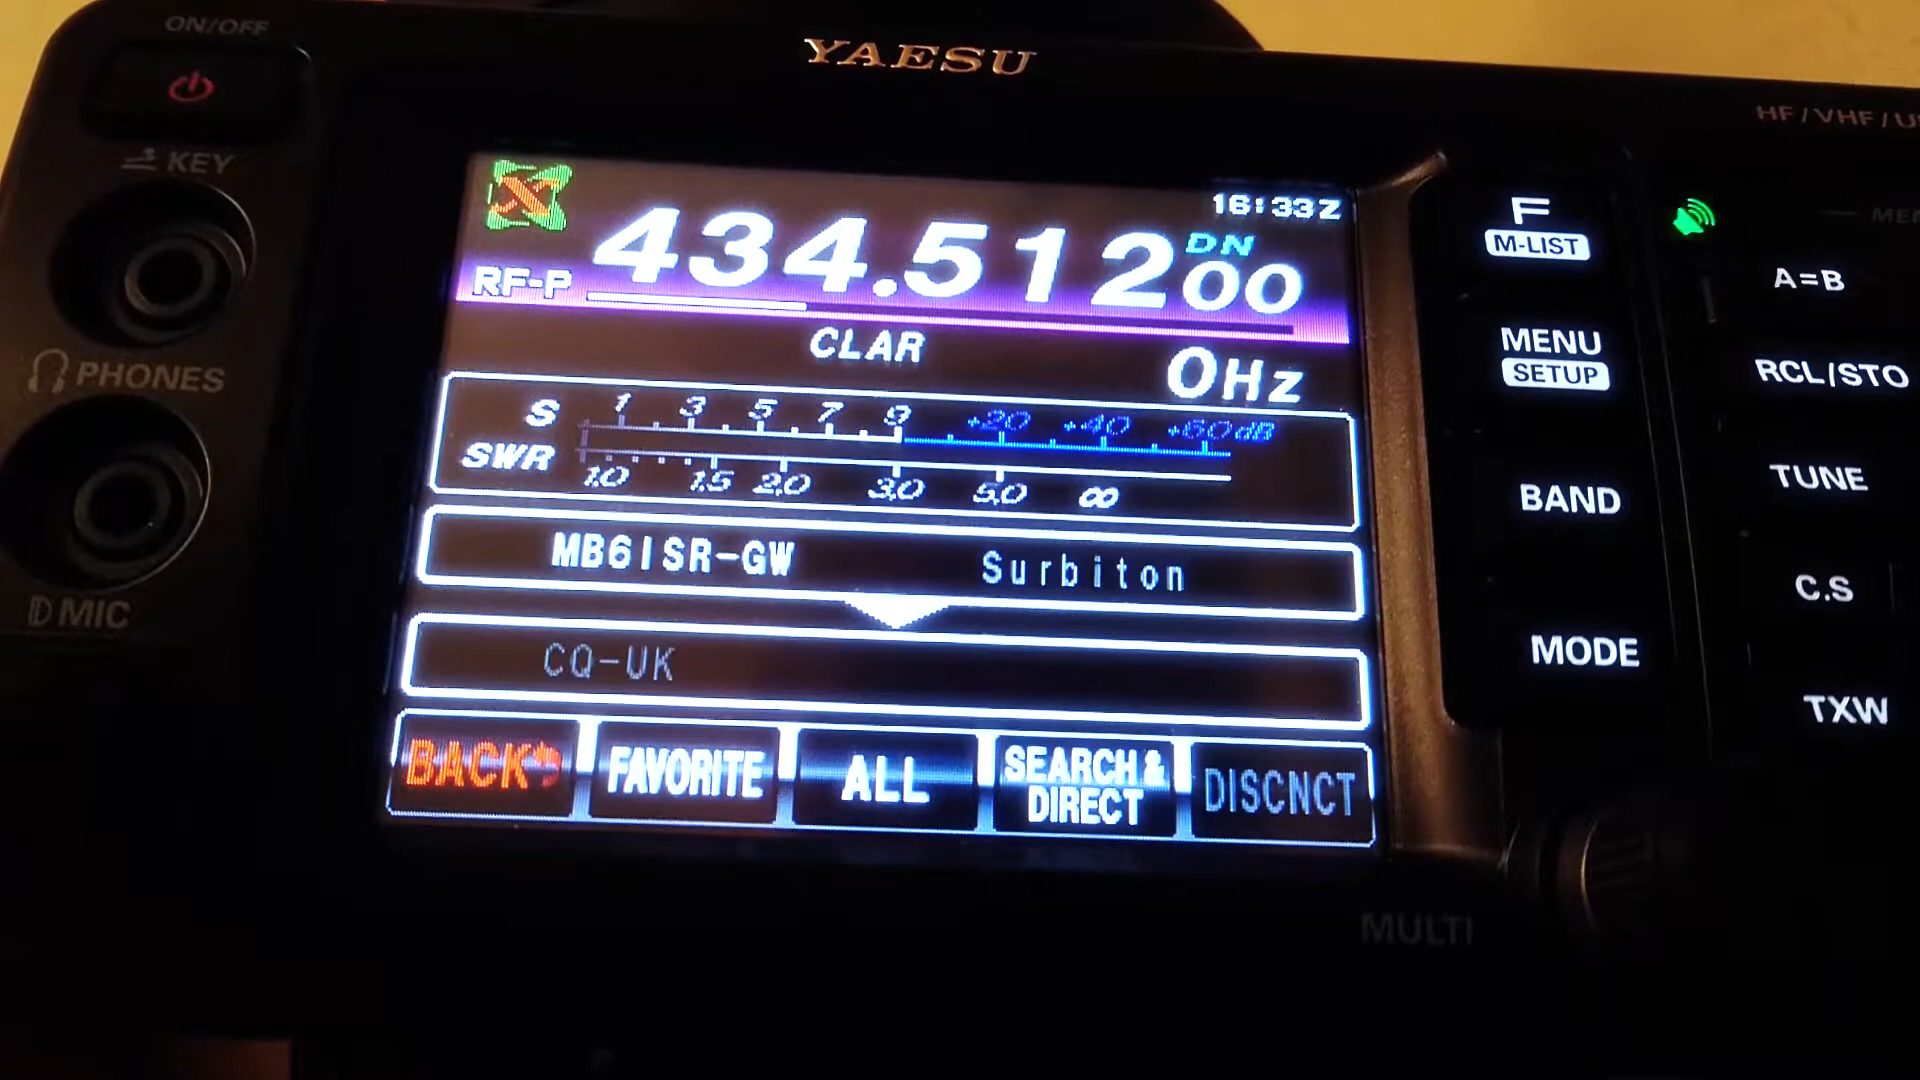 ON/OFF
YAESU
HF / VHF / U
KEY
PHONES
MIC
16:33Z
434.51200
DN
RF-P
CLAR
0Hz
S 1 3 5 7 9 +20 +40 +60dB
SWR 1.0 1.5 2.0 3.0 5.0 ∞
MB6ISR-GW Surbiton
CQ-UK
BACK FAVORITE ALL SEARCH & DIRECT DISCNCT
F
M-LIST
MENU
SETUP
BAND
MODE
A=B
RCL/STO
TUNE
C.S
TXW
MULTI